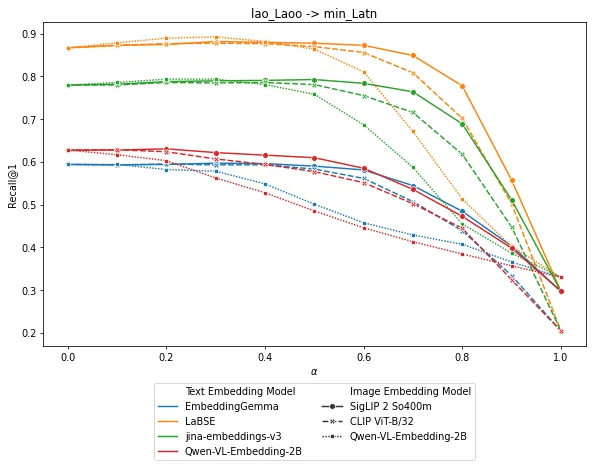 lao_Laoo -> min_Latn
Recall@1
0.9
0.8
0.7
0.6
0.5
0.4
0.3
0.2
0.0
0.2
0.4
0.6
0.8
1.0
α
Text Embedding Model
EmbeddingGemma
LaBSE
jina-embeddings-v3
Qwen-VL-Embedding-2B
Image Embedding Model
SigLIP 2 So400m
CLIP ViT-B/32
Qwen-VL-Embedding-2B